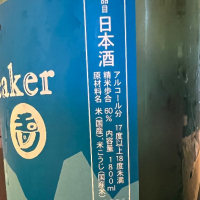 品目
日本酒
アルコール分 17度以上18度未満
精米歩合 60% 内容量 1800ml
原材料名 米(国産)、米こうじ(国産米)
aker